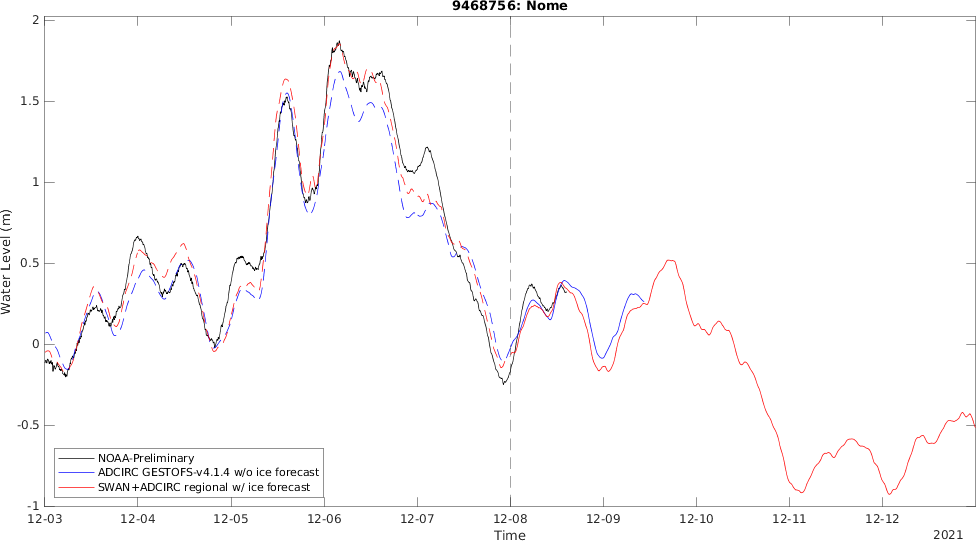 9468756: Nome
2
1.5
1
0.5
0
-0.5
-1
Water Level (m)
NOAA-Preliminary
ADCIRC GESTOFS-v4.1.4 w/o ice forecast
SWAN+ADCIRC regional w/ ice forecast
12-03 12-04 12-05 12-06 12-07 12-08 12-09 12-10 12-11 12-12
Time
2021